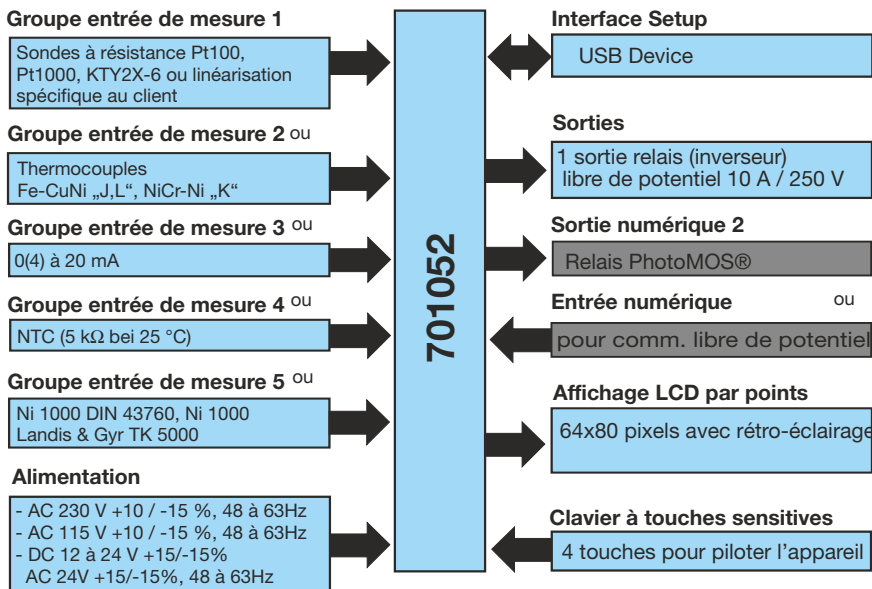 Groupe entrée de mesure 1
Sondes à résistance Pt100,
Pt1000, KTY2X-6 ou linéarisation
spécifique au client
Groupe entrée de mesure 2 ou
Thermocouples
Fe-CuNi „J,L“, NiCr-Ni „K“
Groupe entrée de mesure 3 ou
0(4) à 20 mA
Groupe entrée de mesure 4 ou
NTC (5 kΩ bei 25 °C)
Groupe entrée de mesure 5 ou
Ni 1000 DIN 43760, Ni 1000
Landis & Gyr TK 5000
Alimentation
- AC 230 V +10 / -15 %, 48 à 63Hz
- AC 115 V +10 / -15 %, 48 à 63Hz
- DC 12 à 24 V +15/-15%
AC 24V +15/-15%, 48 à 63Hz
701052
Interface Setup
USB Device
Sorties
1 sortie relais (inverseur)
libre de potentiel 10 A / 250 V
Sortie numérique 2
Relais PhotoMOS®
Entrée numérique ou
pour comm. libre de potentiel
Affichage LCD par points
64x80 pixels avec rétro-éclairage
Clavier à touches sensitives
4 touches pour piloter l’appareil